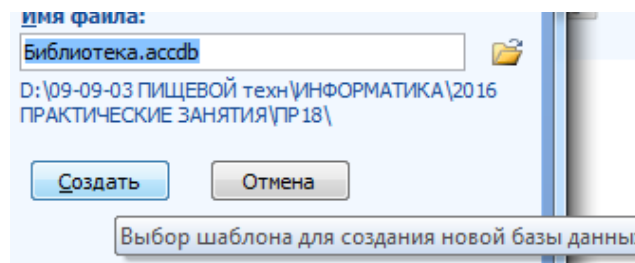 Имя файла:
Библиотека.accdb
D:\09-09-03 ПИЩЕВОЙ техн\ИНФОРМАТИКА\2016
ПРАКТИЧЕСКИЕ ЗАНЯТИЯ\ПР18\
Создать Отмена
Выбор шаблона для создания новой базы данны